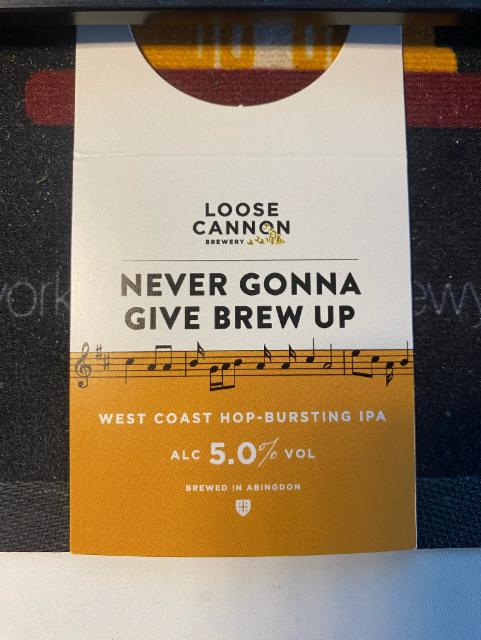 LOOSE
CANNON
BREWERY
NEVER GONNA
GIVE BREW UP
WEST COAST HOP-BURSTING IPA
ALC 5.0% VOL
BREWED IN ABINGDON